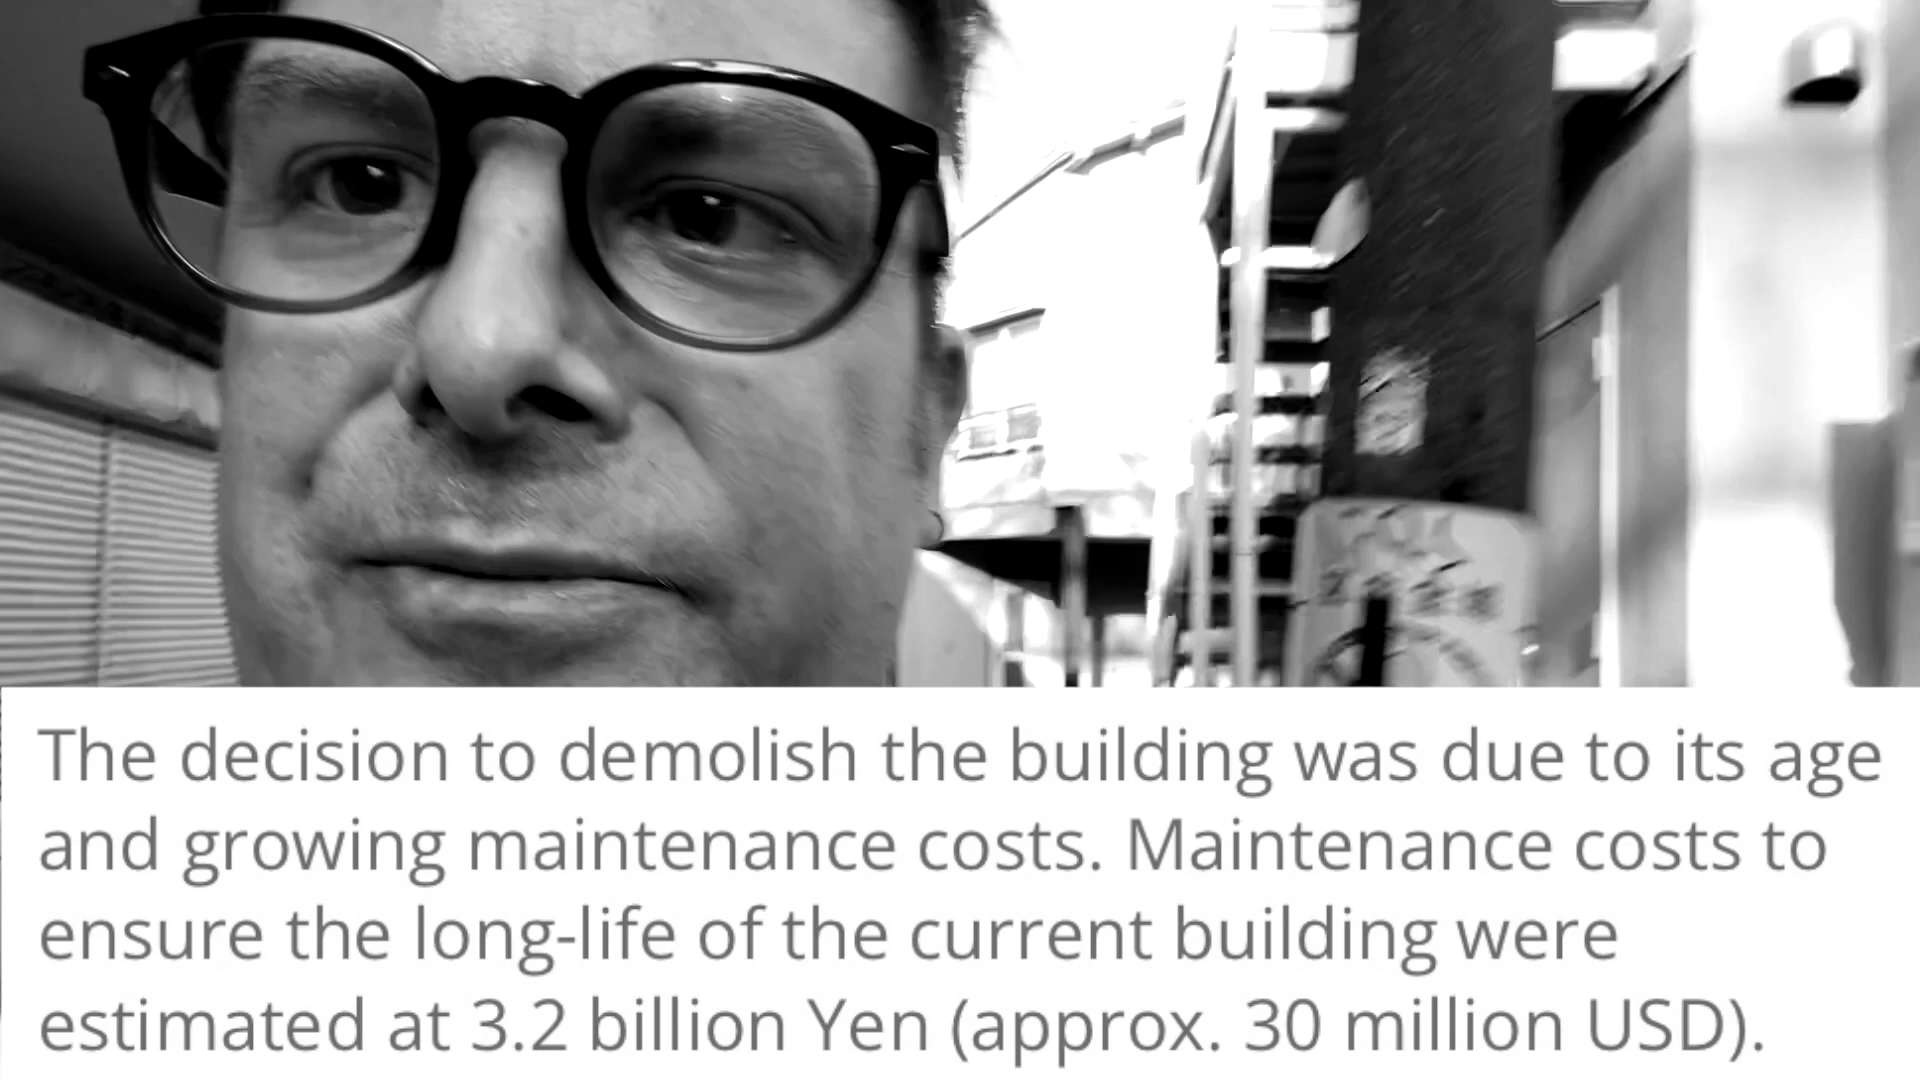 The decision to demolish the building was due to its age
and growing maintenance costs. Maintenance costs to
ensure the long-life of the current building were
estimated at 3.2 billion Yen (approx. 30 million USD).